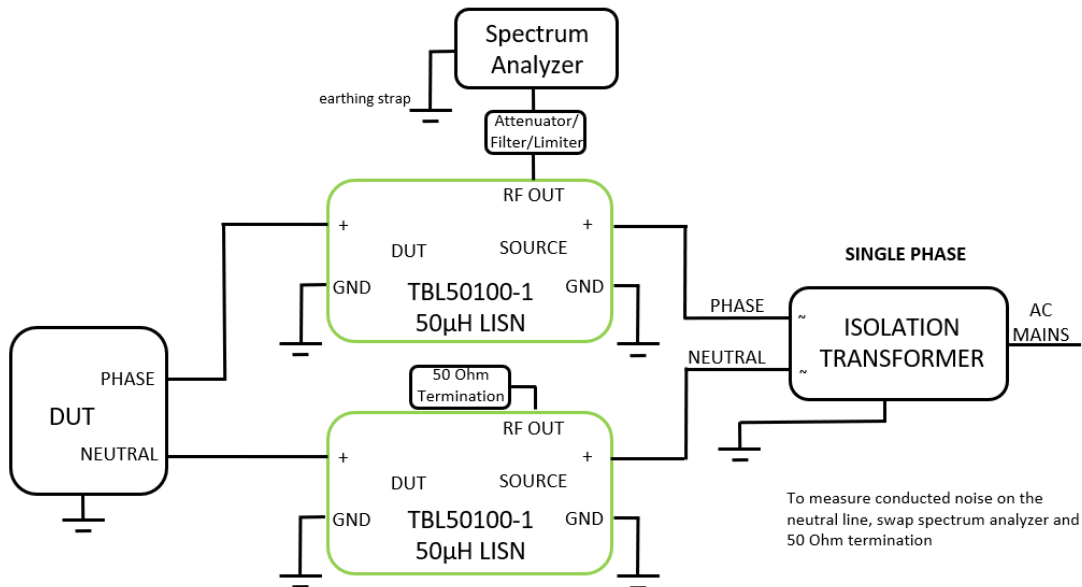 Spectrum
Analyzer
earthing strap
Attenuator/
Filter/Limiter
RF OUT
+
+
DUT
SOURCE
GND
GND
TBL50100-1
50µH LISN
SINGLE PHASE
PHASE
~
ISOLATION
TRANSFORMER
AC
MAINS
NEUTRAL
~
PHASE
DUT
NEUTRAL
50 Ohm
Termination
RF OUT
+
+
DUT
SOURCE
GND
GND
TBL50100-1
50µH LISN
To measure conducted noise on the
neutral line, swap spectrum analyzer and
50 Ohm termination